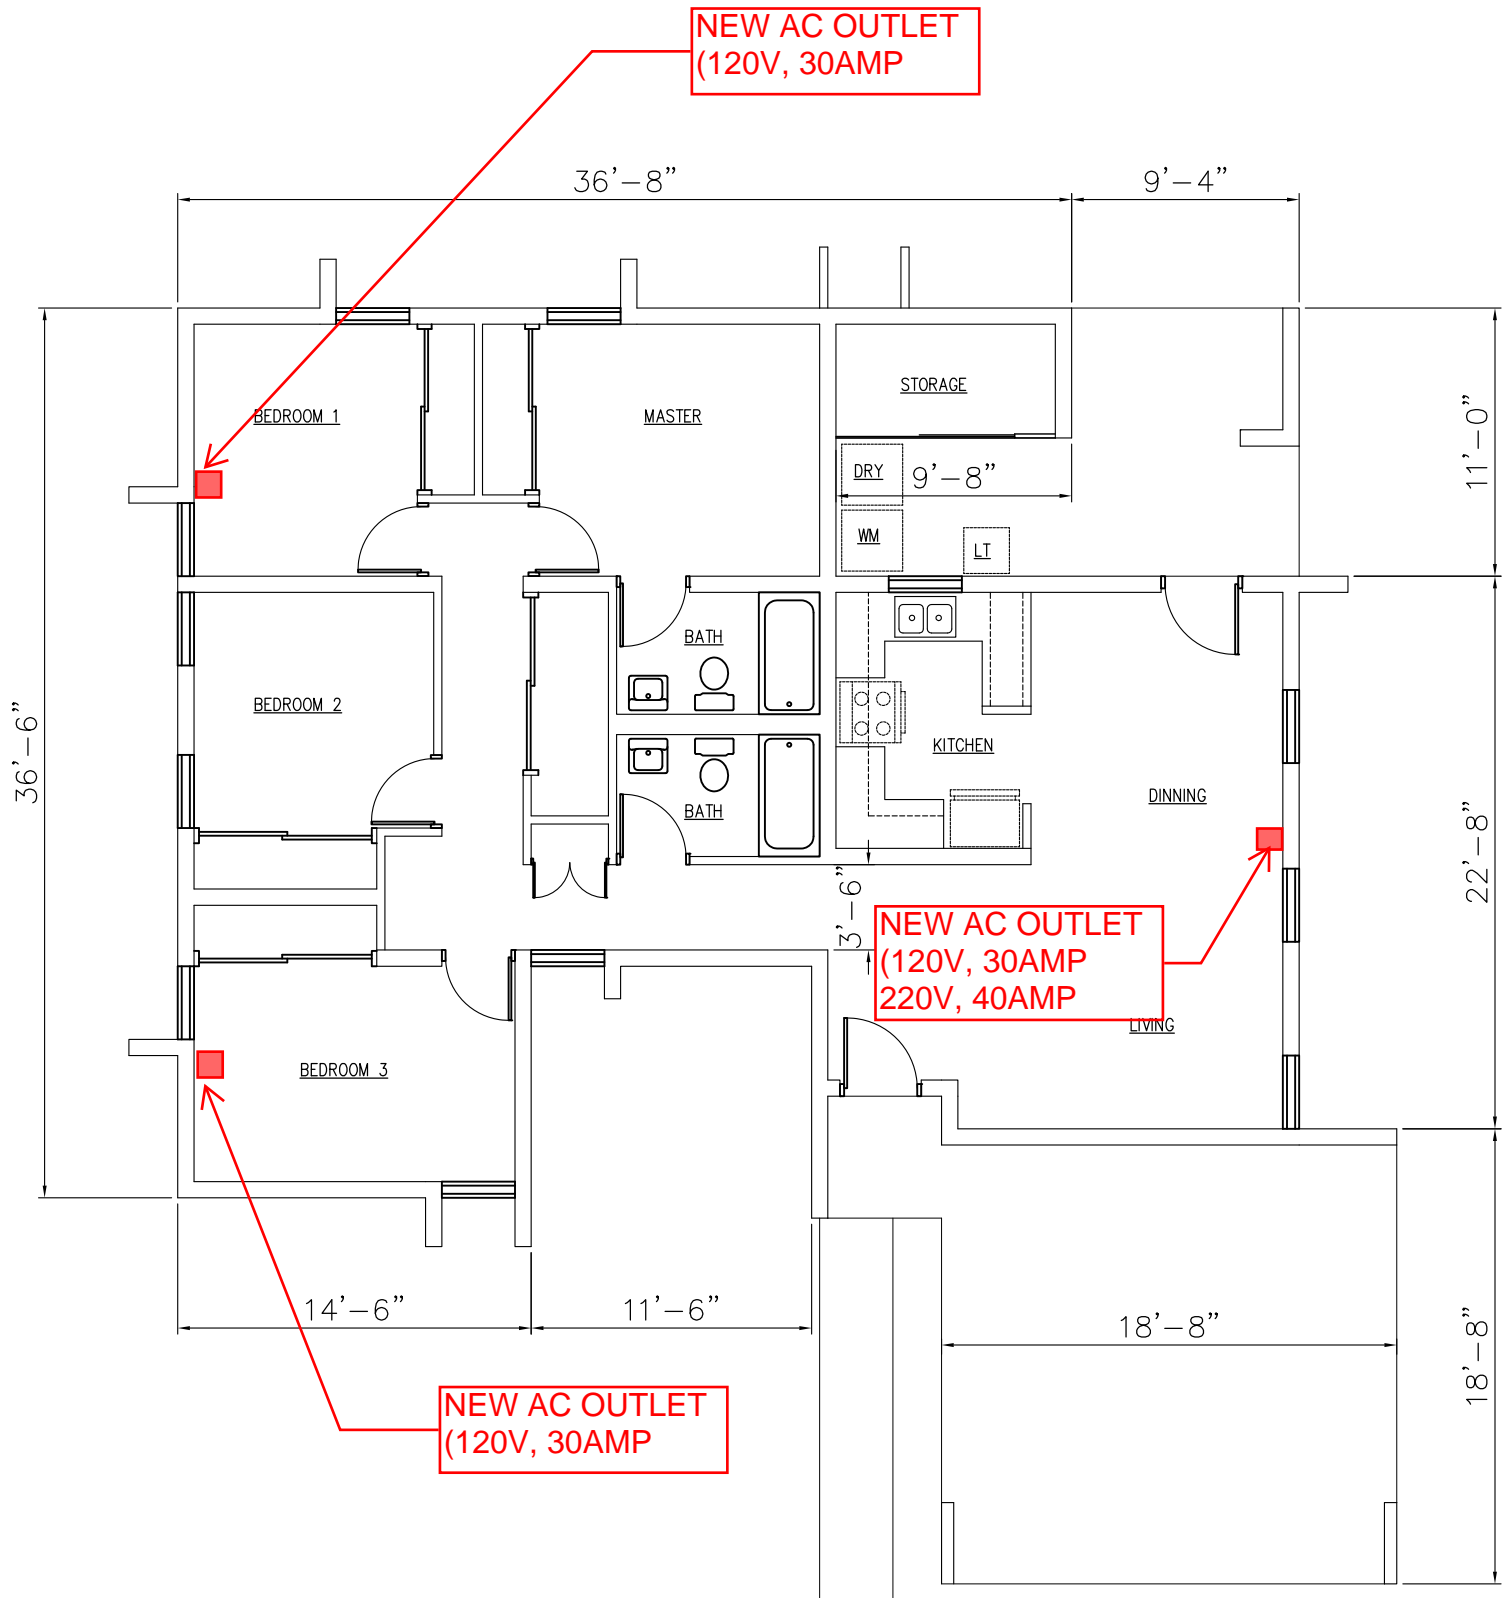 NEW AC OUTLET
(120V, 30AMP
36'-8"
9'-4"
STORAGE
BEDROOM 1
MASTER
11'-0"
DRY
9'-8"
WM
LT
BATH
BEDROOM 2
36'-6"
KITCHEN
DINNING
BATH
22'-8"
3'-6"
NEW AC OUTLET
(120V, 30AMP
220V, 40AMP
LIVING
BEDROOM 3
14'-6"
11'-6"
18'-8"
18'-8"
NEW AC OUTLET
(120V, 30AMP